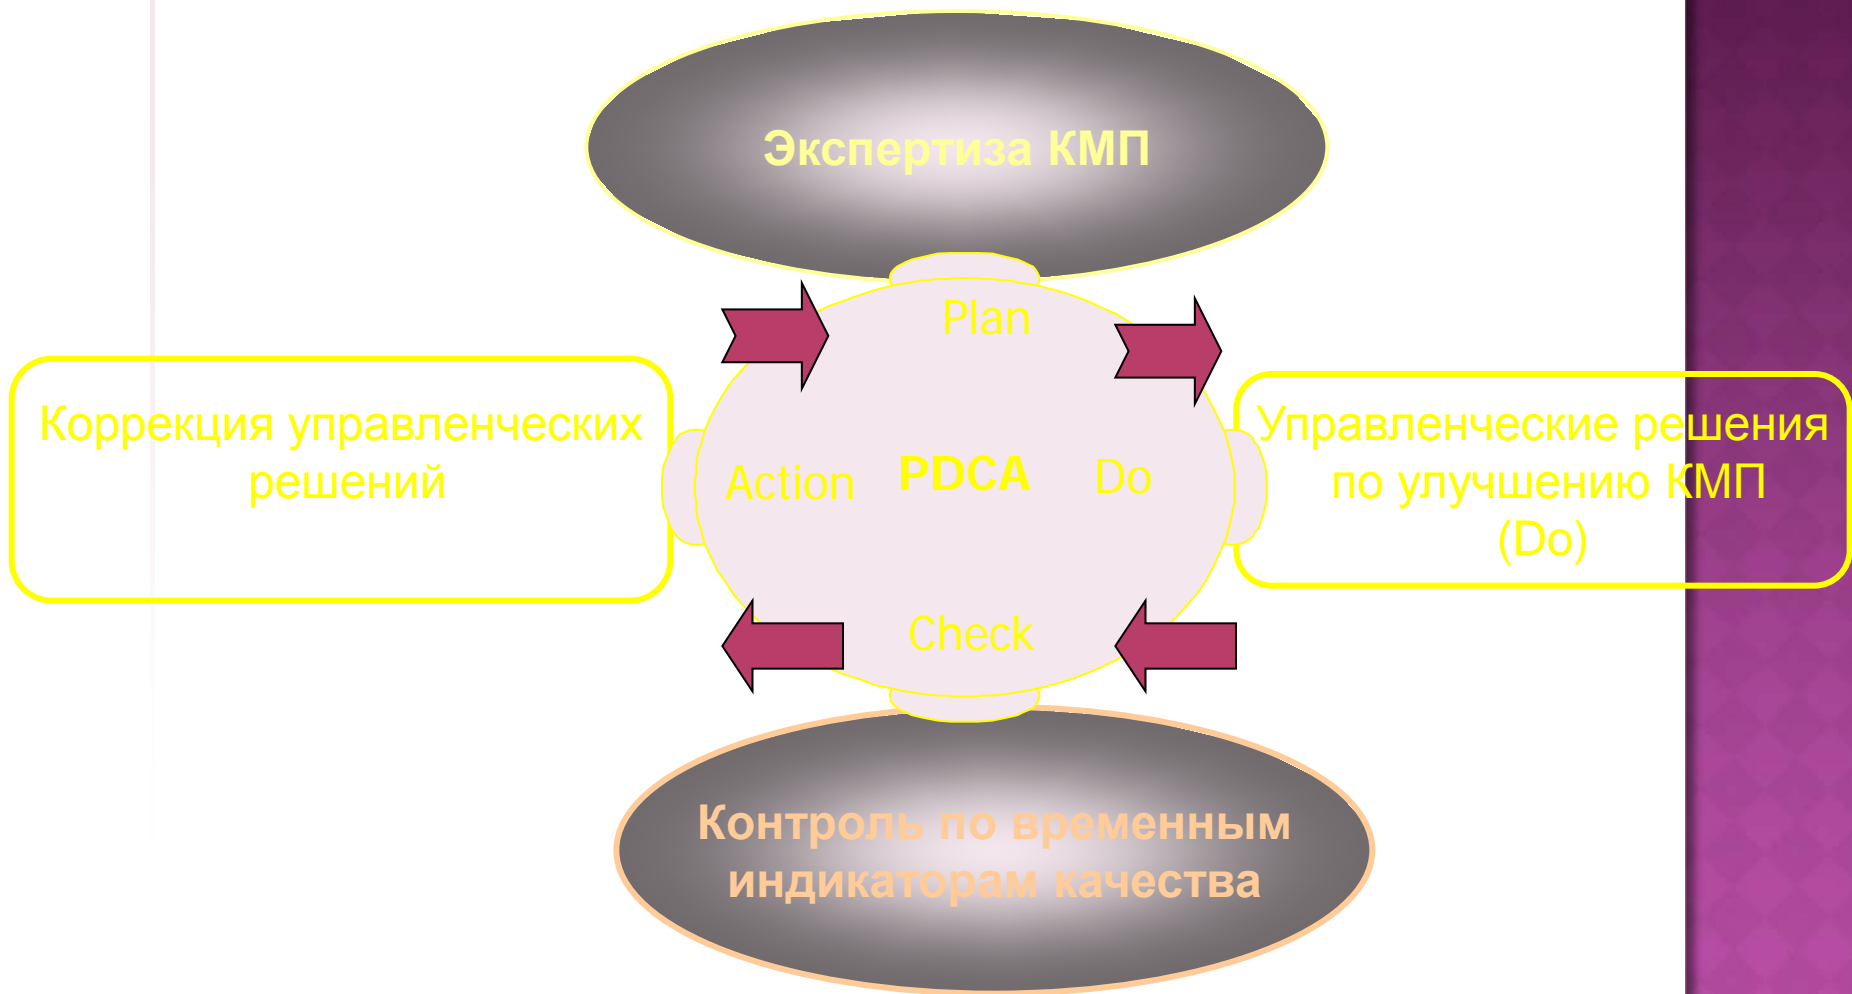 Экспертиза КМП
Plan
Коррекция управленческих
решений
Action
PDCA
Do
Управленческие решения
по улучшению КМП
(Do)
Check
Контроль по временным
индикаторам качества